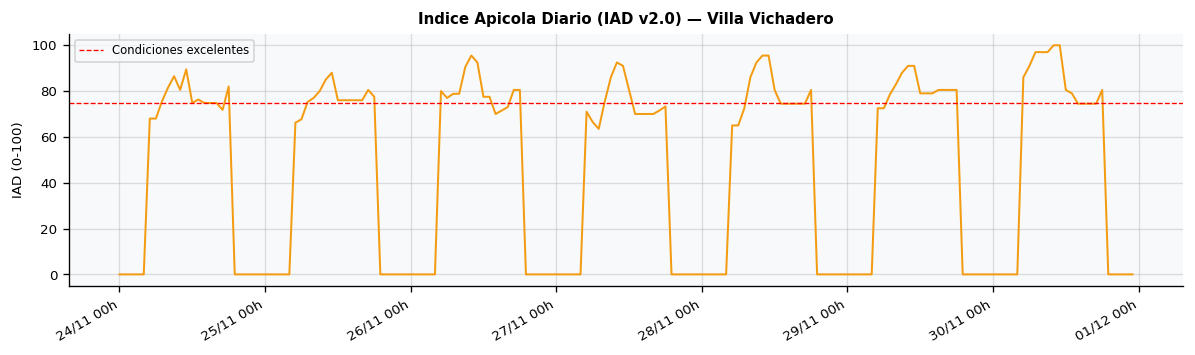 Indice Apicola Diario (IAD v2.0) — Villa Vichadero
Condiciones excelentes
IAD (0-100)
100
80
60
40
20
0
24/11 00h
25/11 00h
26/11 00h
27/11 00h
28/11 00h
29/11 00h
30/11 00h
01/12 00h